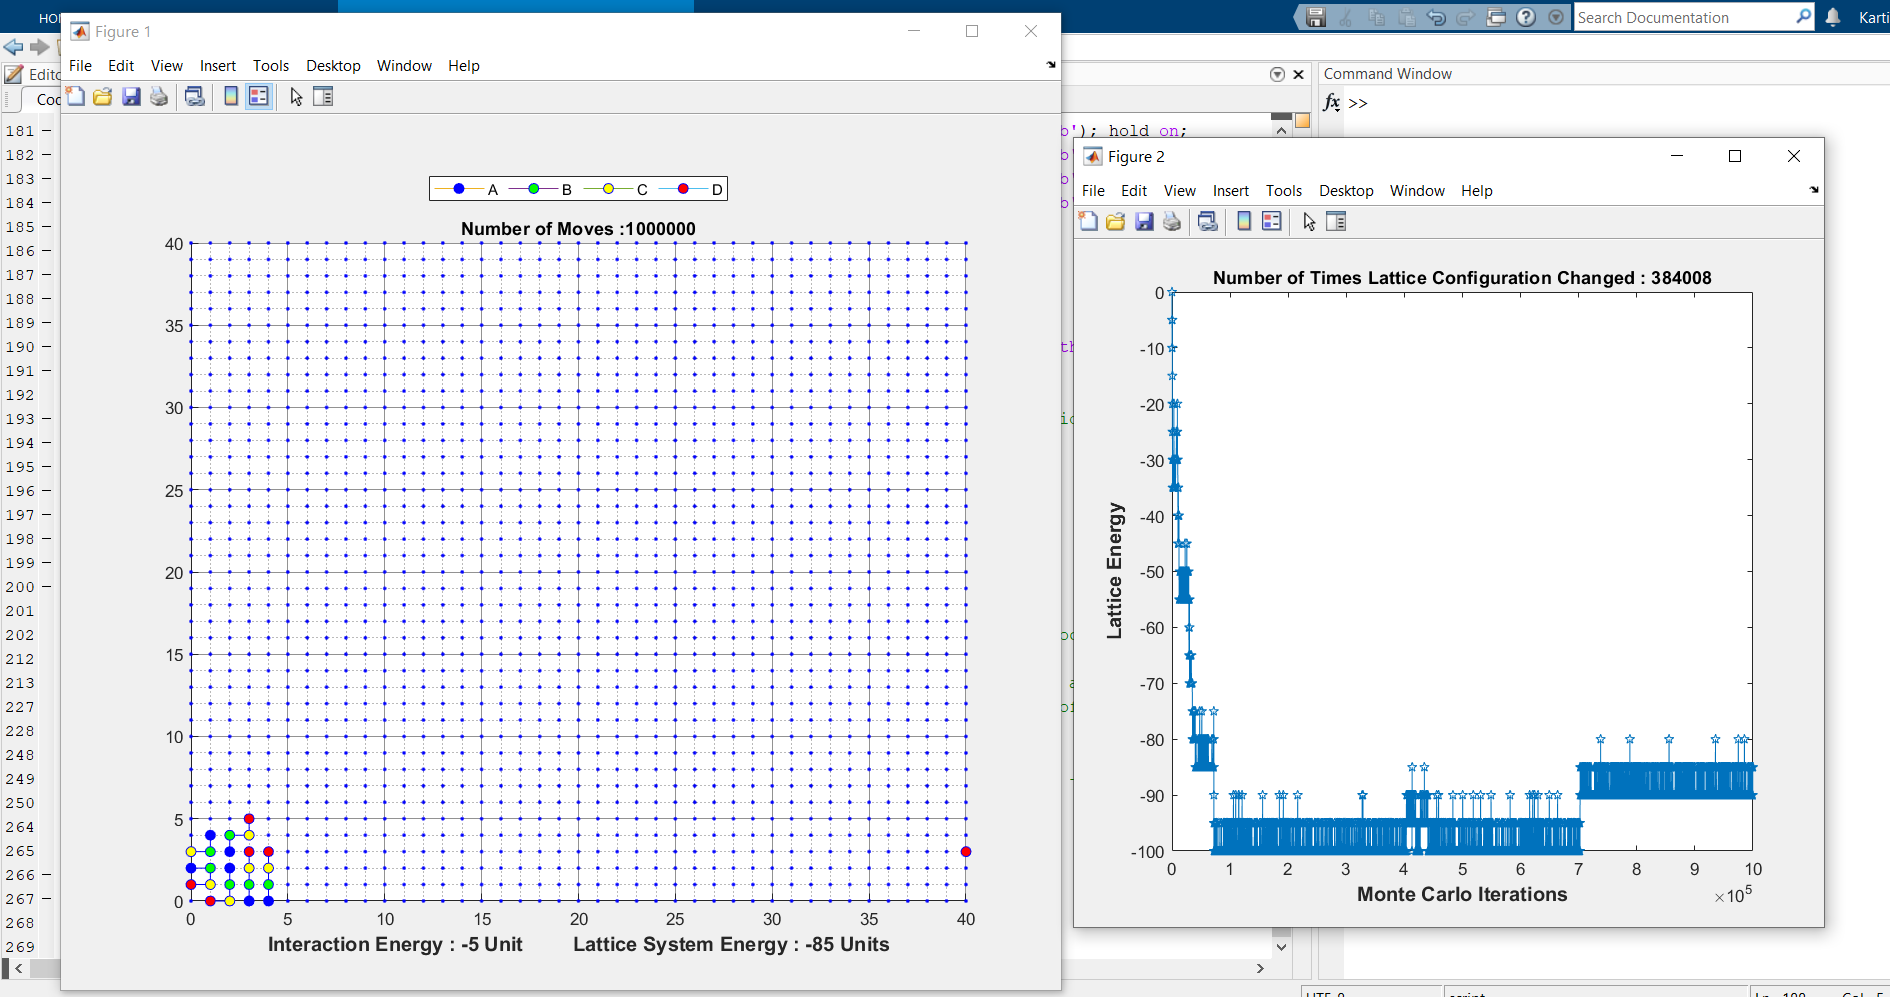 HO
Figure 1
File Edit View Insert Tools Desktop Window Help
A B C D
Number of Moves :1000000
40
35
30
25
20
15
10
5
0
0 5 10 15 20 25 30 35 40
Interaction Energy : -5 Unit Lattice System Energy : -85 Units
Search Documentation
Karti
Edito
Coo
181
182
183
184
185
186
187
188
189
190
191
192
193
194
195
196
197
198
199
200
201
202
212
213
227
228
248
249
250
264
265
266
267
268
269
'); hold on;
Command Window
fx >>
Figure 2
File Edit View Insert Tools Desktop Window Help
Number of Times Lattice Configuration Changed : 384008
0
-10
-20
-30
-40
-50
-60
-70
-80
-90
-100
Lattice Energy
0 1 2 3 4 5 6 7 8 9 10
×10^5
Monte Carlo Iterations